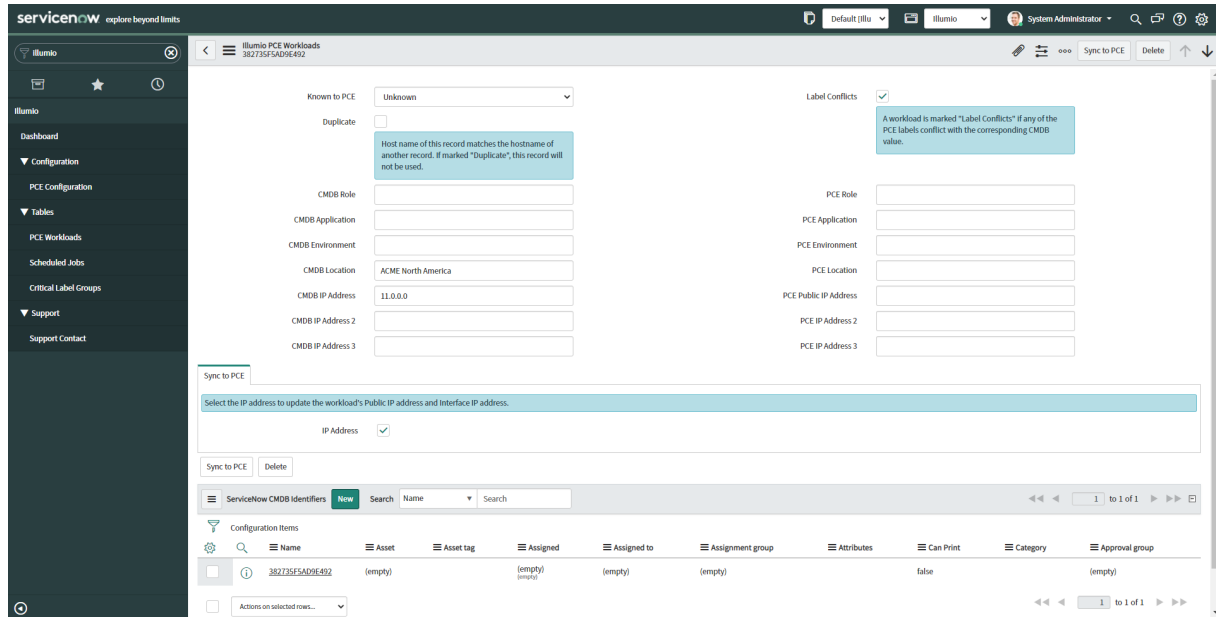 servicenow explore beyond limits
Default [Illu
Illumio
System Administrator
Illumio
Illumio PCE Workloads
382735F5AD9E492
Sync to PCE
Delete
Illumio
Dashboard
Configuration
PCE Configuration
Tables
PCE Workloads
Scheduled Jobs
Critical Label Groups
Support
Support Contact
Known to PCE
Unknown
Label Conflicts
A workload is marked "Label Conflicts" if any of the
PCE labels conflict with the corresponding CMDB
value.
Duplicate
Host name of this record matches the hostname of
another record. If marked "Duplicate", this record will
not be used.
CMDB Role
PCE Role
CMDB Application
PCE Application
CMDB Environment
PCE Environment
CMDB Location
ACME North America
PCE Location
CMDB IP Address
11.0.0.0
PCE Public IP Address
CMDB IP Address 2
PCE IP Address 2
CMDB IP Address 3
PCE IP Address 3
Sync to PCE
Select the IP address to update the workload's Public IP address and Interface IP address.
IP Address
Sync to PCE
Delete
ServiceNow CMDB Identifiers
New
Search
Name
Search
1 to 1 of 1
Configuration Items
Name
Asset
Asset tag
Assigned
Assigned to
Assignment group
Attributes
Can Print
Category
Approval group
382735F5AD9E492
(empty)
(empty)
(empty)
(empty)
(empty)
false
(empty)
Actions on selected rows...
1 to 1 of 1